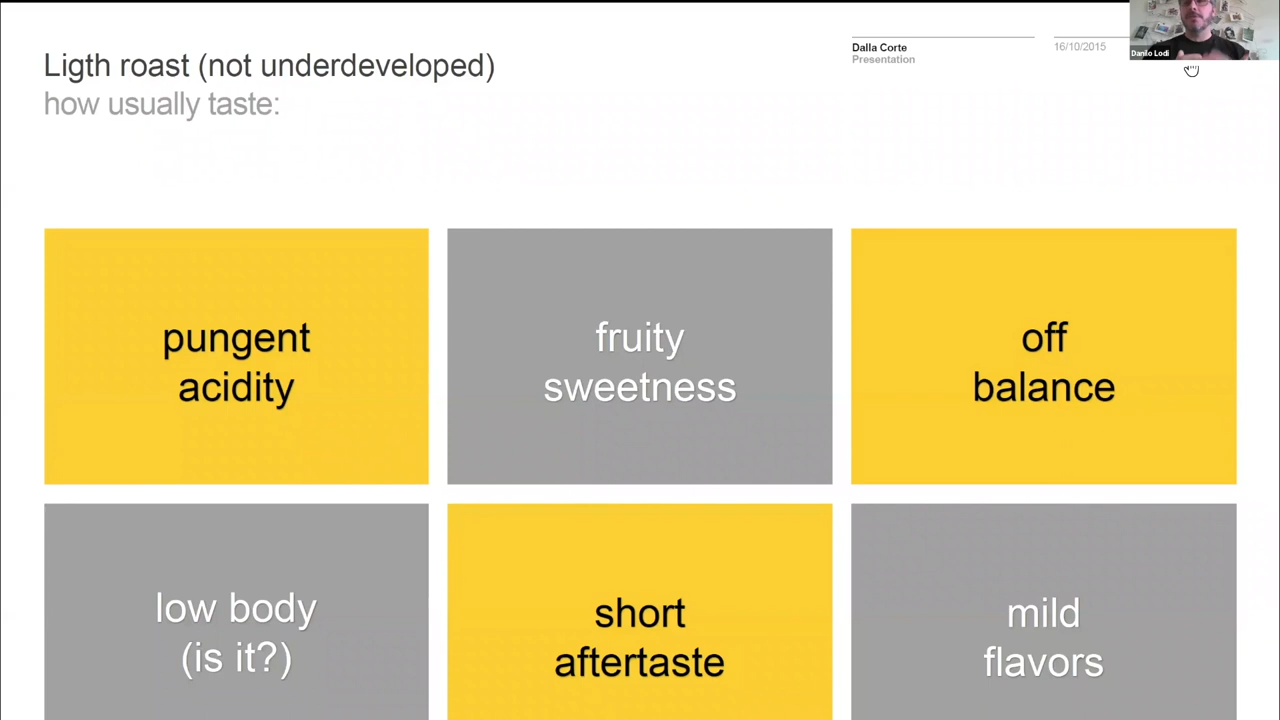 Ligth roast (not underdeveloped)
how usually taste:
Dalla Corte
Presentation
16/10/2015
Danilo Lodi
pungent
acidity
fruity
sweetness
off
balance
low body
(is it?)
short
aftertaste
mild
flavors